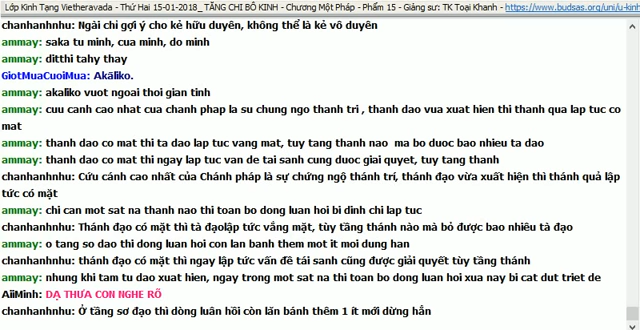 Lớp Kinh Tạng Vietheravada - Thứ Hai 15-01-2018_ TĂNG CHI BỘ KINH - Chương Một Pháp - Phẩm 15 - Giảng sư: TK Toại Khanh - https://www.budsas.org/uni/u-kinh
chanhanhnhu: Ngài chỉ gợi ý cho kẻ hữu duyên, không thể là kẻ vô duyên
ammay: saka tu minh, cua minh, do minh
ammay: ditthi tahy thay
GiotMuaCuoiMua: Akāliko.
ammay: akaliko vuot ngoai thoi gian tinh
ammay: cuu canh cao nhat cua chanh phap la su chung ngo thanh tri , thanh dao vua xuat hien thi thanh qua lap tuc co
mat
ammay: thanh dao co mat thi ta dao lap tuc vang mat, tuy tang thanh nao  ma bo duoc bao nhieu ta dao
ammay: thanh dao co mat thi ngay lap tuc van de tai sanh cung duoc giai quyet, tuy tang thanh
chanhanhnhu: Cứu cánh cao nhất của Chánh pháp là sự chứng ngộ thánh trí, thánh đạo vừa xuất hiện thì thánh quả lập
tức có mặt
ammay: chi can mot sat na thanh nao thi toan bo dong luan hoi bi dinh chi lap tuc
chanhanhnhu: Thánh đạo có mặt thì tà đạolập tức vắng mặt, tùy tầng thánh nào mà bỏ được bao nhiêu tà đạo
ammay: o tang so dao thi dong luan hoi con lan banh them mot it moi dung han
chanhanhnhu: thánh đạo có mặt thì ngay lập tức vấn đề tái sanh cũng được giải quyết tùy tầng thánh
ammay: nhung khi tam tu dao xuat hien, ngay trong mot sat na thi toan bo dong luan hoi xua nay bi cat dut triet de
AiiMinh: DẠ THƯA CON NGHE RÕ
chanhanhnhu: Ở tầng sơ đạo thì dòng luân hồi còn lăn bánh thêm 1 ít mới dừng hẳn